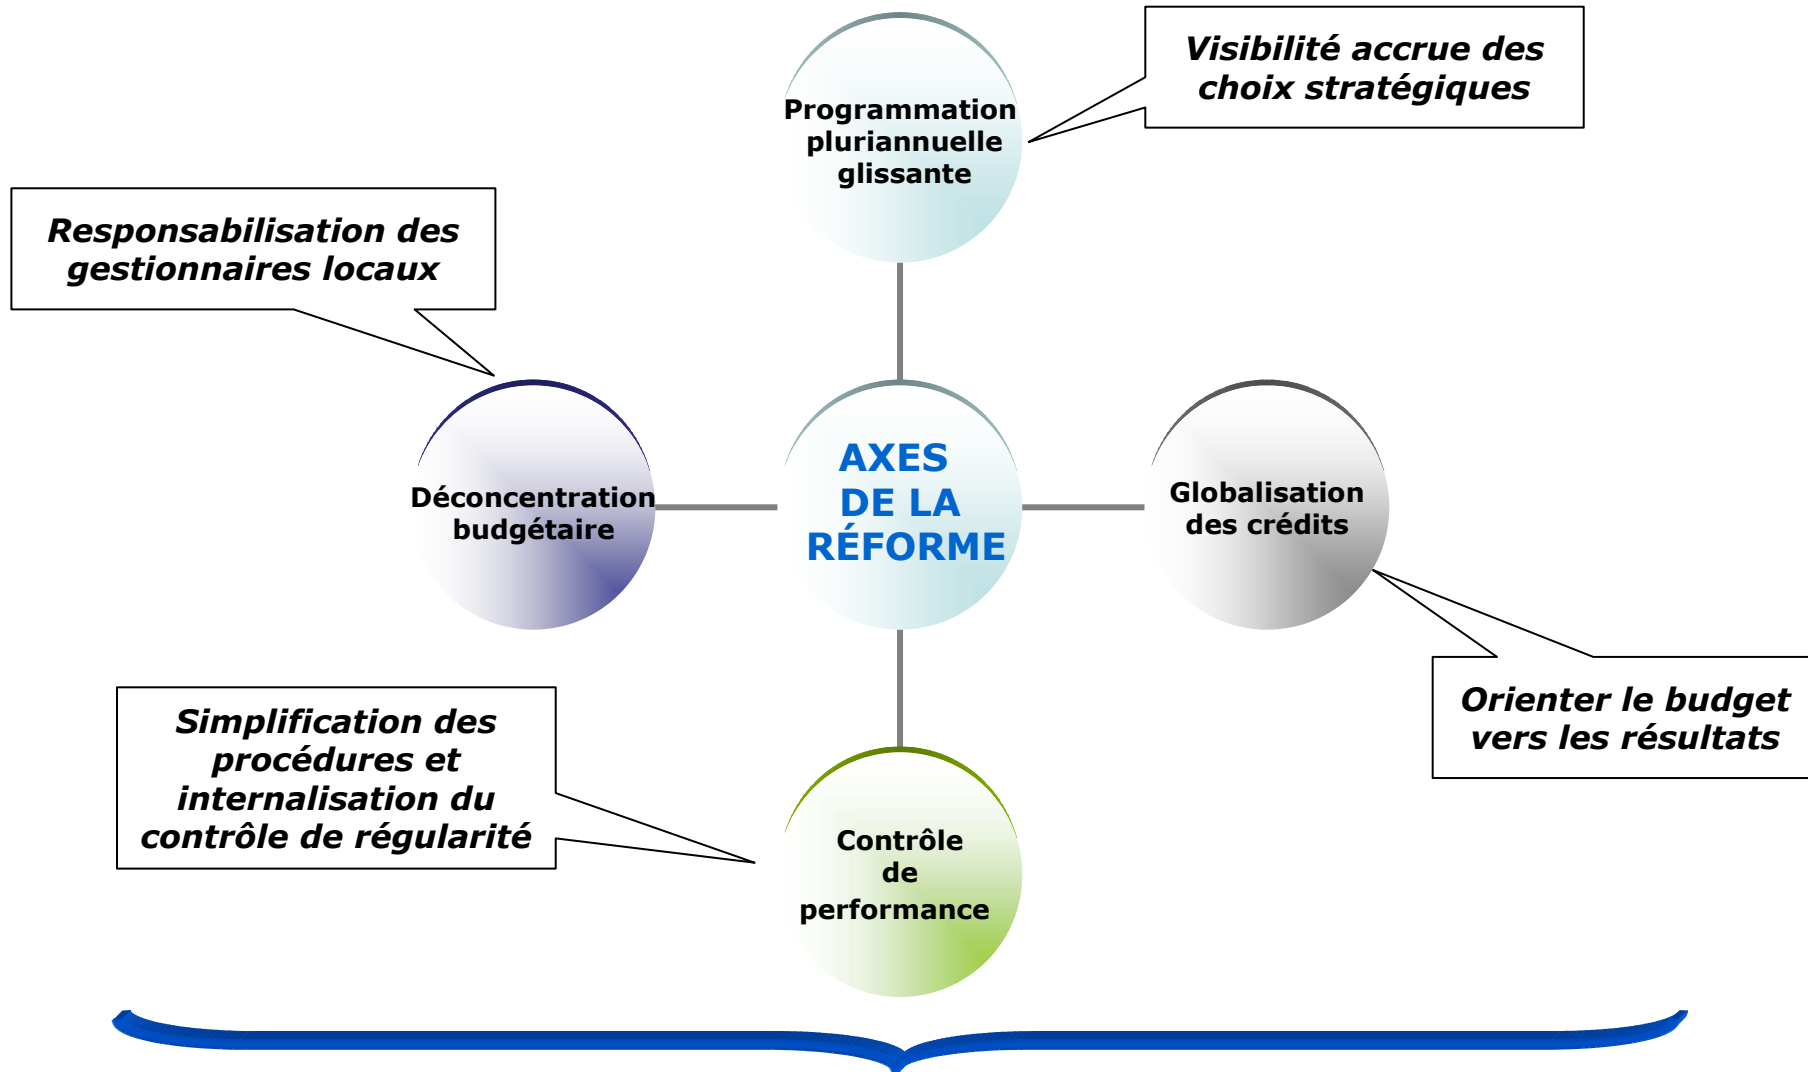 Visibilité accrue des
choix stratégiques
Programmation
pluriannuelle
glissante
Responsabilisation des
gestionnaires locaux
Déconcentration
budgétaire
AXES
DE LA
RÉFORME
Globalisation
des crédits
Orienter le budget
vers les résultats
Simplification des
procédures et
internalisation du
contrôle de régularité
Contrôle
de
performance